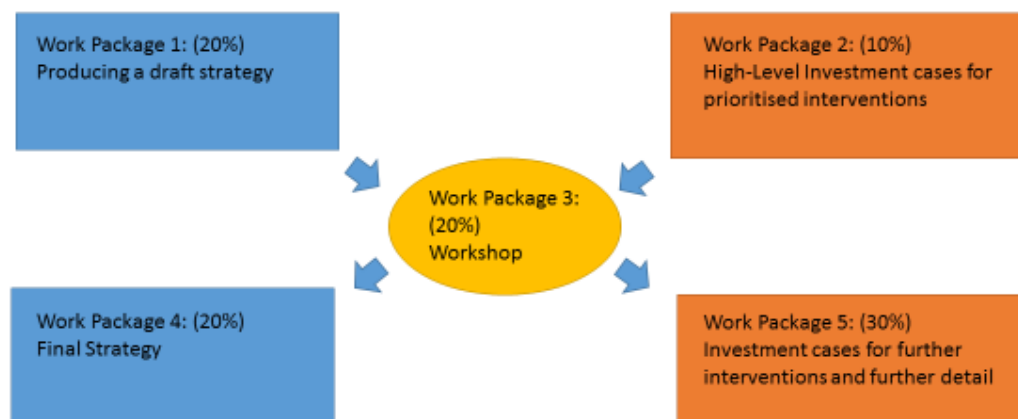 Work Package 1: (20%)
Producing a draft strategy
Work Package 2: (10%)
High-Level Investment cases for
prioritised interventions
Work Package 3:
(20%)
Workshop
Work Package 4: (20%)
Final Strategy
Work Package 5: (30%)
Investment cases for further
interventions and further detail